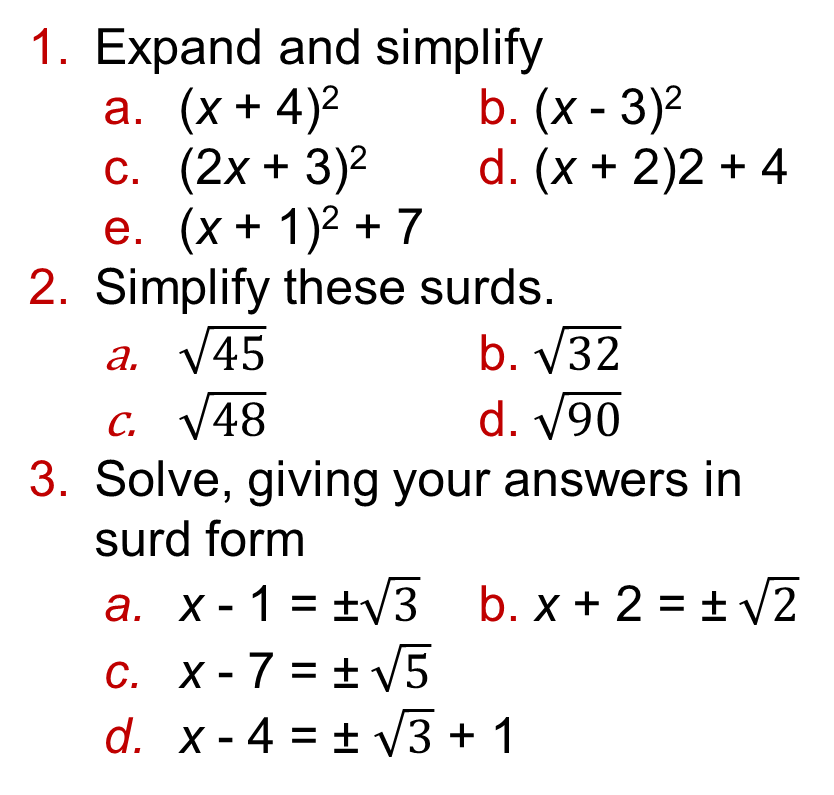 1. Expand and simplify
a. (x + 4)² b. (x - 3)²
c. (2x + 3)² d. (x + 2)2 + 4
e. (x + 1)² + 7
2. Simplify these surds.
a. √45 b. √32
c. √48 d. √90
3. Solve, giving your answers in
surd form
a. x - 1 = ±√3 b. x + 2 = ± √2
c. x - 7 = ± √5
d. x - 4 = ± √3 + 1